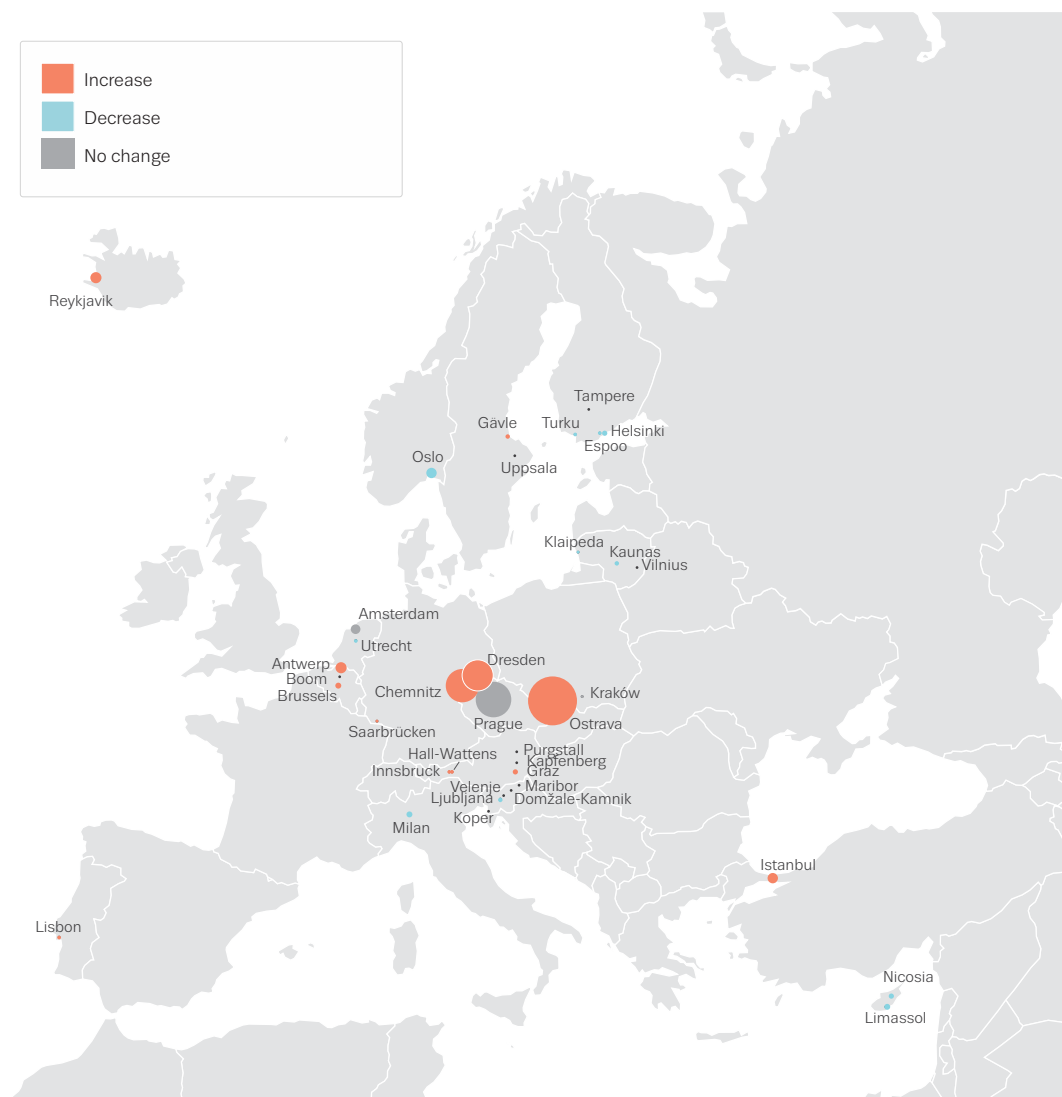 Increase
Decrease
No change
Reykjavik
Tampere
Gävle
Turku
Helsinki
Espoo
Oslo
Uppsala
Klaipeda
Kaunas
Vilnius
Amsterdam
Utrecht
Antwerp
Dresden
Boom
Chemnitz
Kraków
Brussels
Prague
Ostrava
Saarbrücken
Purgstall
Hall-Wattens
Kapfenberg
Innsbruck
Graz
Velenje
Maribor
Ljubljana
Domžale-Kamnik
Koper
Milan
Istanbul
Lisbon
Nicosia
Limassol